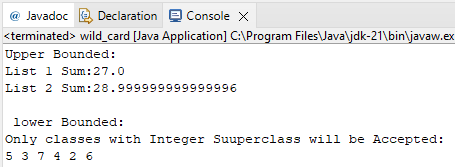 @ Javadoc Declaration Console
<terminated> wild_card [Java Application] C:\Program Files\Java\jdk-21\bin\javaw.ex
Upper Bounded:
List 1 Sum:27.0
List 2 Sum:28.999999999999996
lower Bounded:
Only classes with Integer Suuperclass will be Accepted:
5 3 7 4 2 6